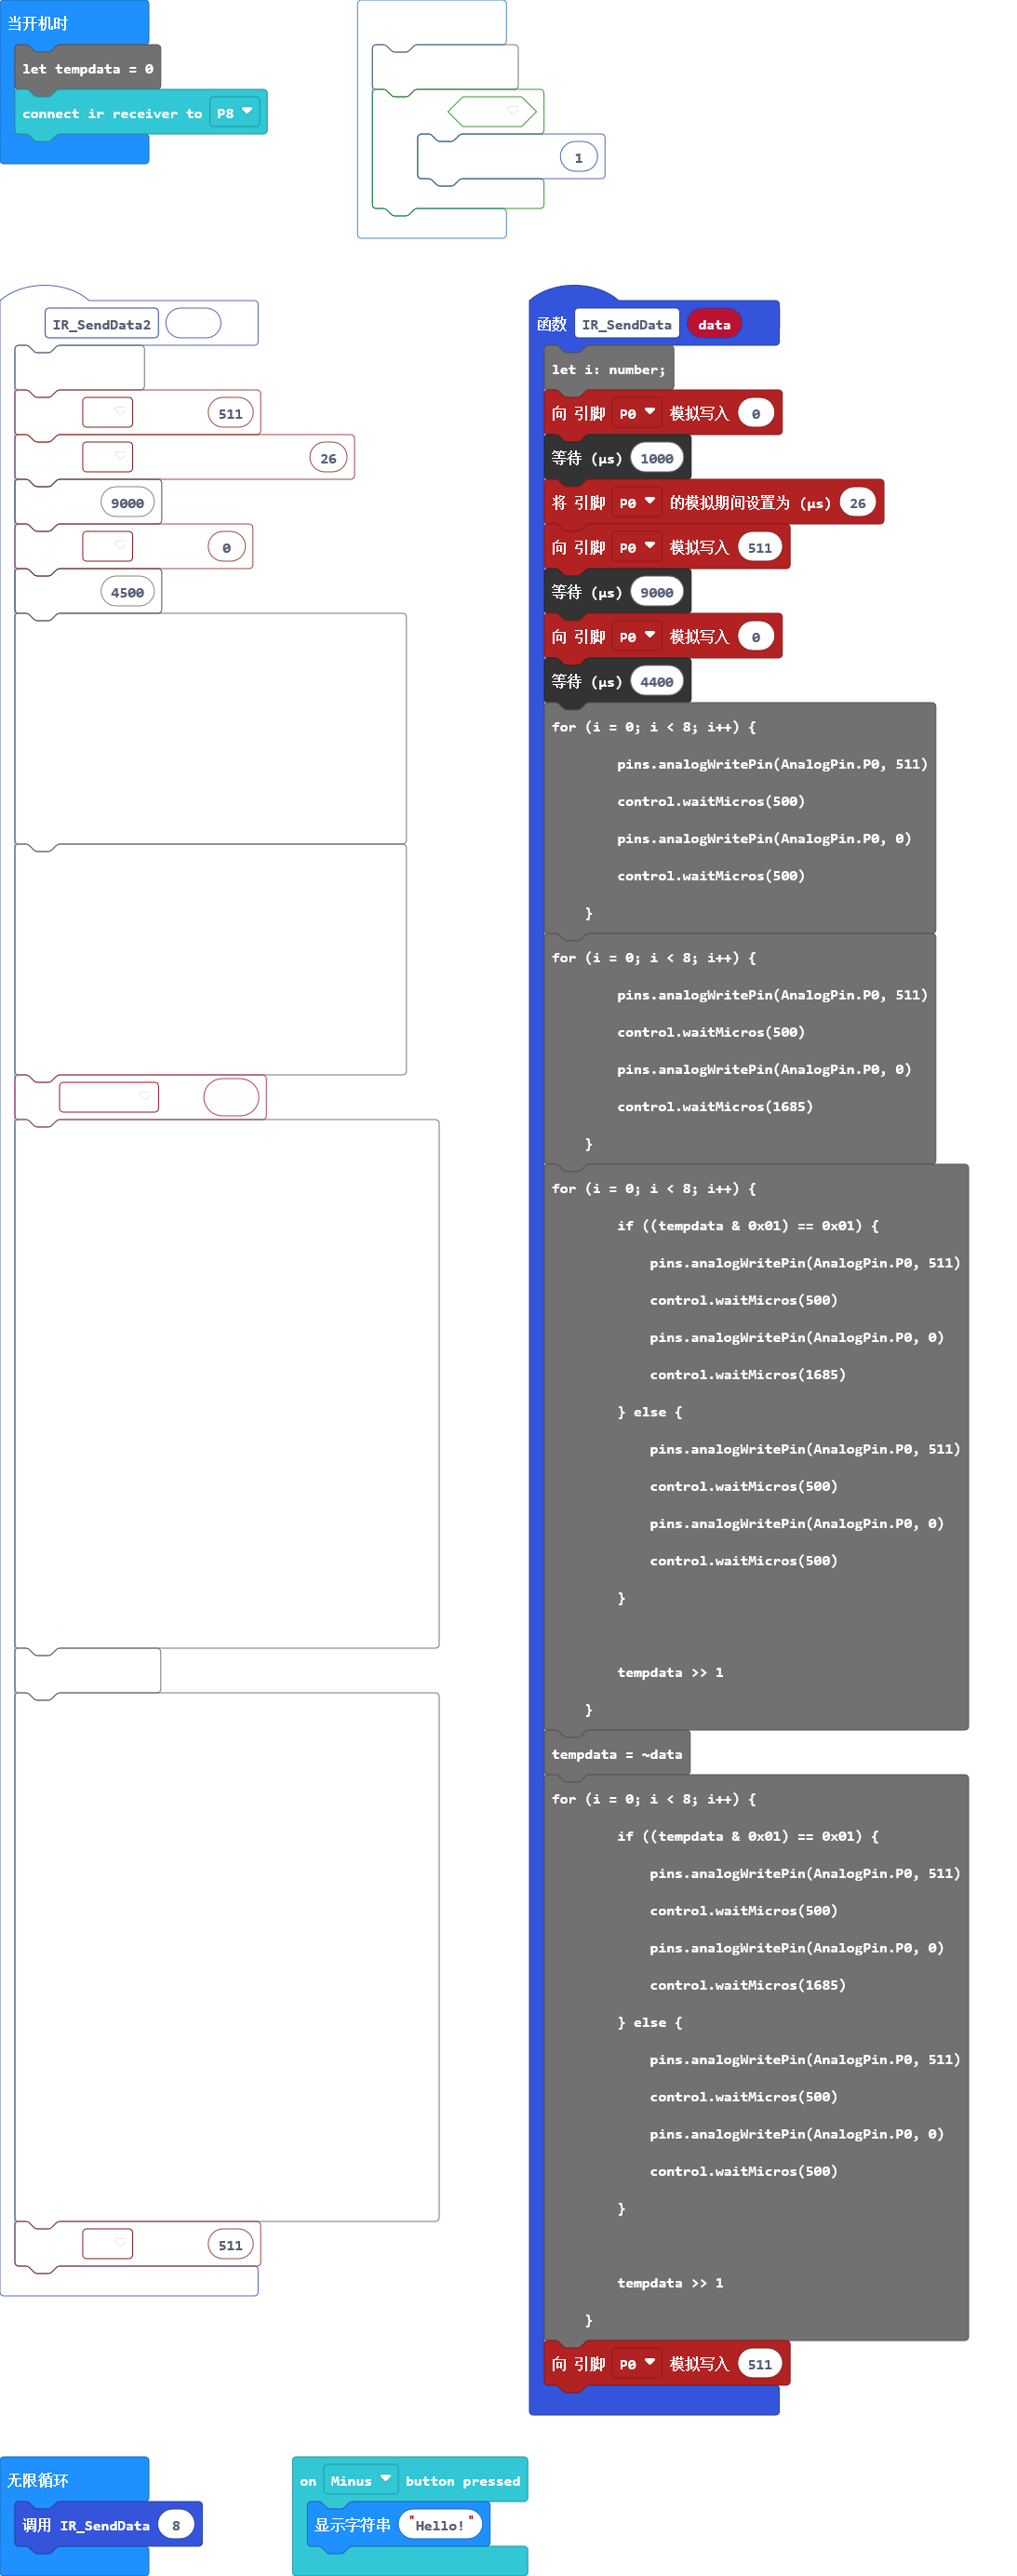 当开机时
let tempdata = 0
connect ir receiver to P8
1
IR_SendData2
511
26
9000
0
4500
511
函数 IR_SendData data
let i: number;
向 引脚 P0 模拟写入 0
等待 (µs) 1000
将 引脚 P0 的模拟期间设置为 (µs) 26
向 引脚 P0 模拟写入 511
等待 (µs) 9000
向 引脚 P0 模拟写入 0
等待 (µs) 4400
for (i = 0; i < 8; i++) {
pins.analogWritePin(AnalogPin.P0, 511)
control.waitMicros(500)
pins.analogWritePin(AnalogPin.P0, 0)
control.waitMicros(500)
}
for (i = 0; i < 8; i++) {
pins.analogWritePin(AnalogPin.P0, 511)
control.waitMicros(500)
pins.analogWritePin(AnalogPin.P0, 0)
control.waitMicros(1685)
}
for (i = 0; i < 8; i++) {
if ((tempdata & 0x01) == 0x01) {
pins.analogWritePin(AnalogPin.P0, 511)
control.waitMicros(500)
pins.analogWritePin(AnalogPin.P0, 0)
control.waitMicros(1685)
} else {
pins.analogWritePin(AnalogPin.P0, 511)
control.waitMicros(500)
pins.analogWritePin(AnalogPin.P0, 0)
control.waitMicros(500)
}
tempdata >> 1
}
tempdata = ~data
for (i = 0; i < 8; i++) {
if ((tempdata & 0x01) == 0x01) {
pins.analogWritePin(AnalogPin.P0, 511)
control.waitMicros(500)
pins.analogWritePin(AnalogPin.P0, 0)
control.waitMicros(1685)
} else {
pins.analogWritePin(AnalogPin.P0, 511)
control.waitMicros(500)
pins.analogWritePin(AnalogPin.P0, 0)
control.waitMicros(500)
}
tempdata >> 1
}
向 引脚 P0 模拟写入 511
无限循环
调用 IR_SendData 8
on Minus button pressed
显示字符串 "Hello!"